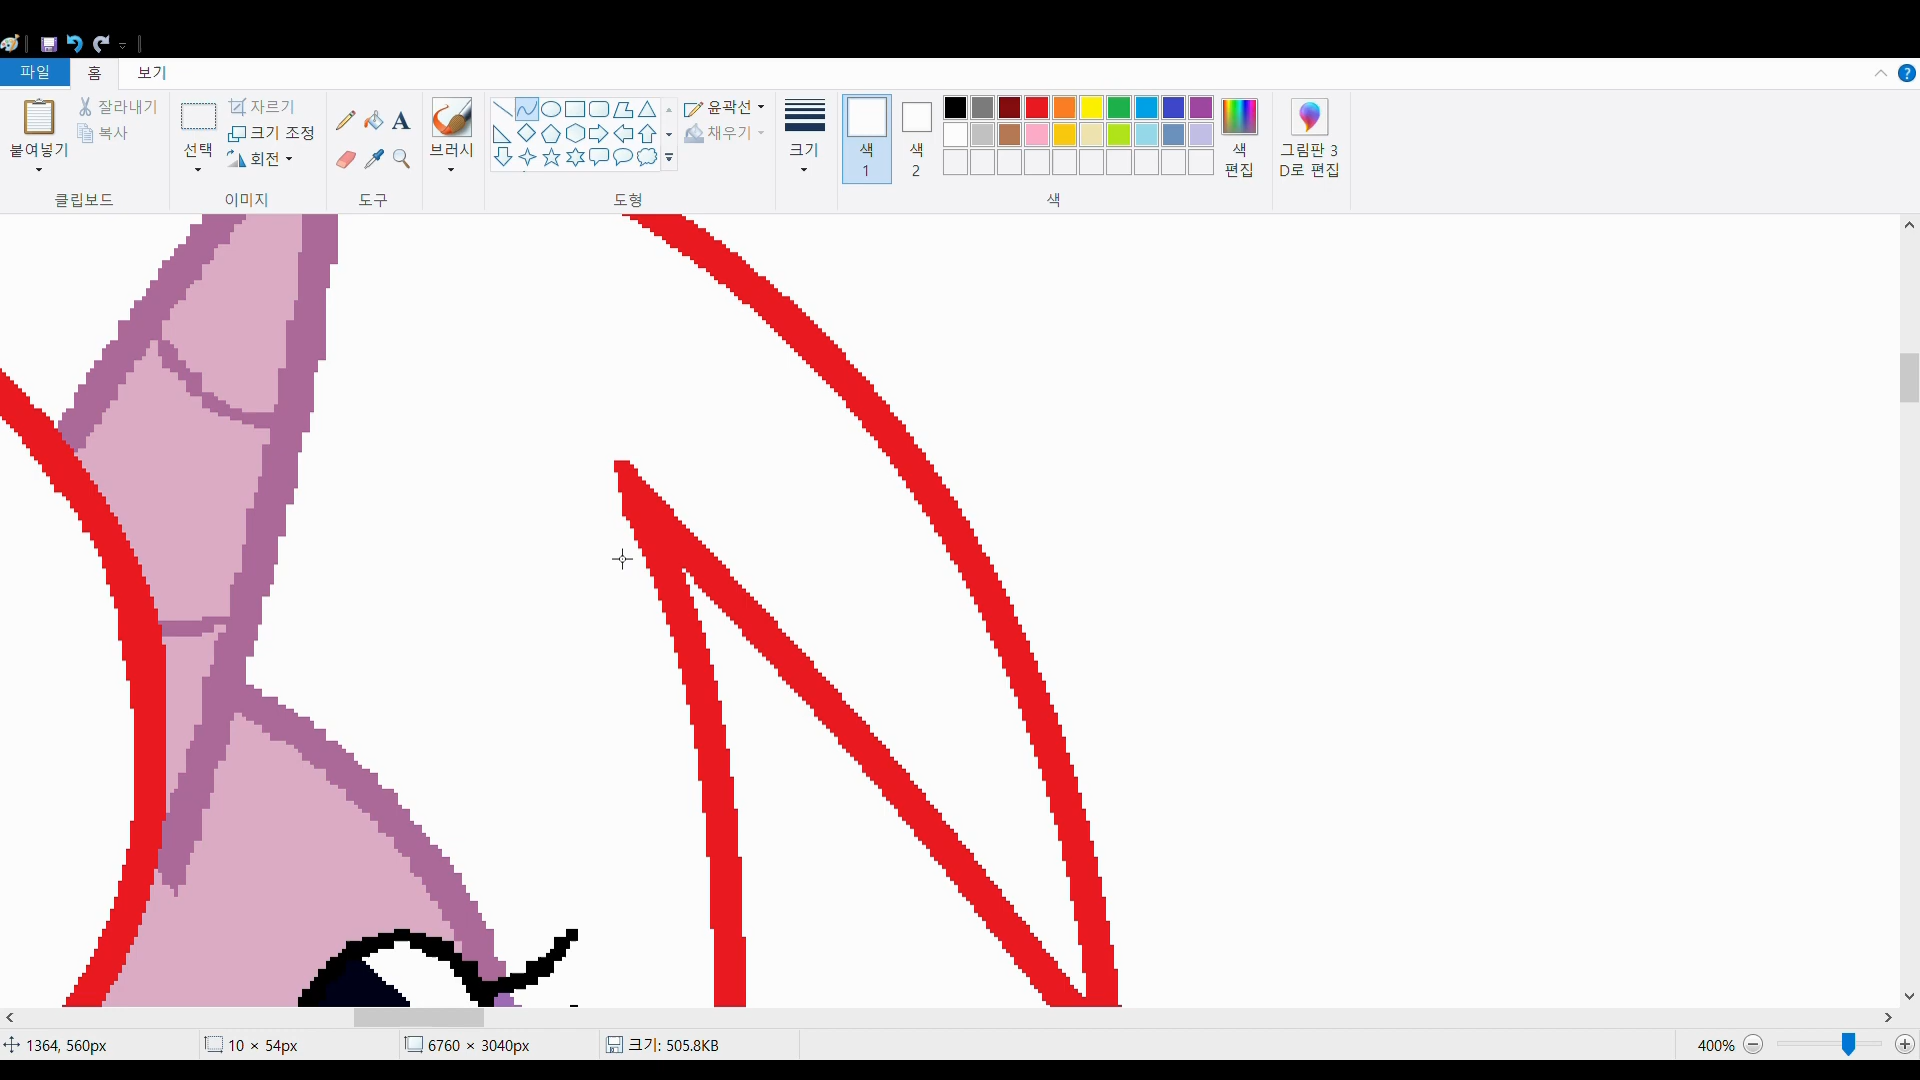 파일 홈 보기
잘라내기 자르기 윤곽선
복사 크기 조정 채우기
붙여넣기 선택 회전 브러시 크기 색 1 색 2 색 편집 그림판 3 D로 편집
클립보드 이미지 도구 도형 색
1364, 560px 10 × 54px 6760 × 3040px 크기: 505.8KB 400%